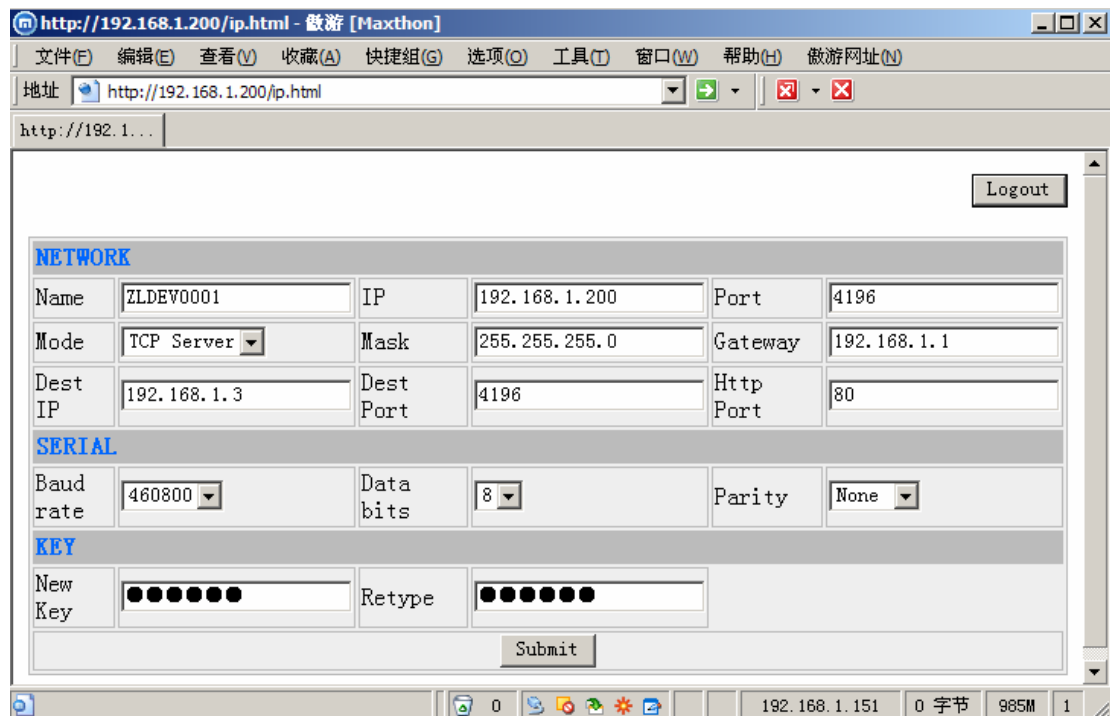 http://192.168.1.200/ip.html - 傲游 [Maxthon]
文件(F) 编辑(E) 查看(V) 收藏(A) 快捷组(G) 选项(O) 工具(T) 窗口(W) 帮助(H) 傲游网址(N)
地址 http://192.168.1.200/ip.html
http://192.1...
Logout
NETWORK
Name ZLDEV0001 IP 192.168.1.200 Port 4196
Mode TCP Server Mask 255.255.255.0 Gateway 192.168.1.1
Dest IP 192.168.1.3 Dest Port 4196 Http Port 80
SERIAL
Baud rate 460800 Data bits 8 Parity None
KEY
New Key ●●●●●● Retype ●●●●●●
Submit
0 192.168.1.151 0 字节 985M 1